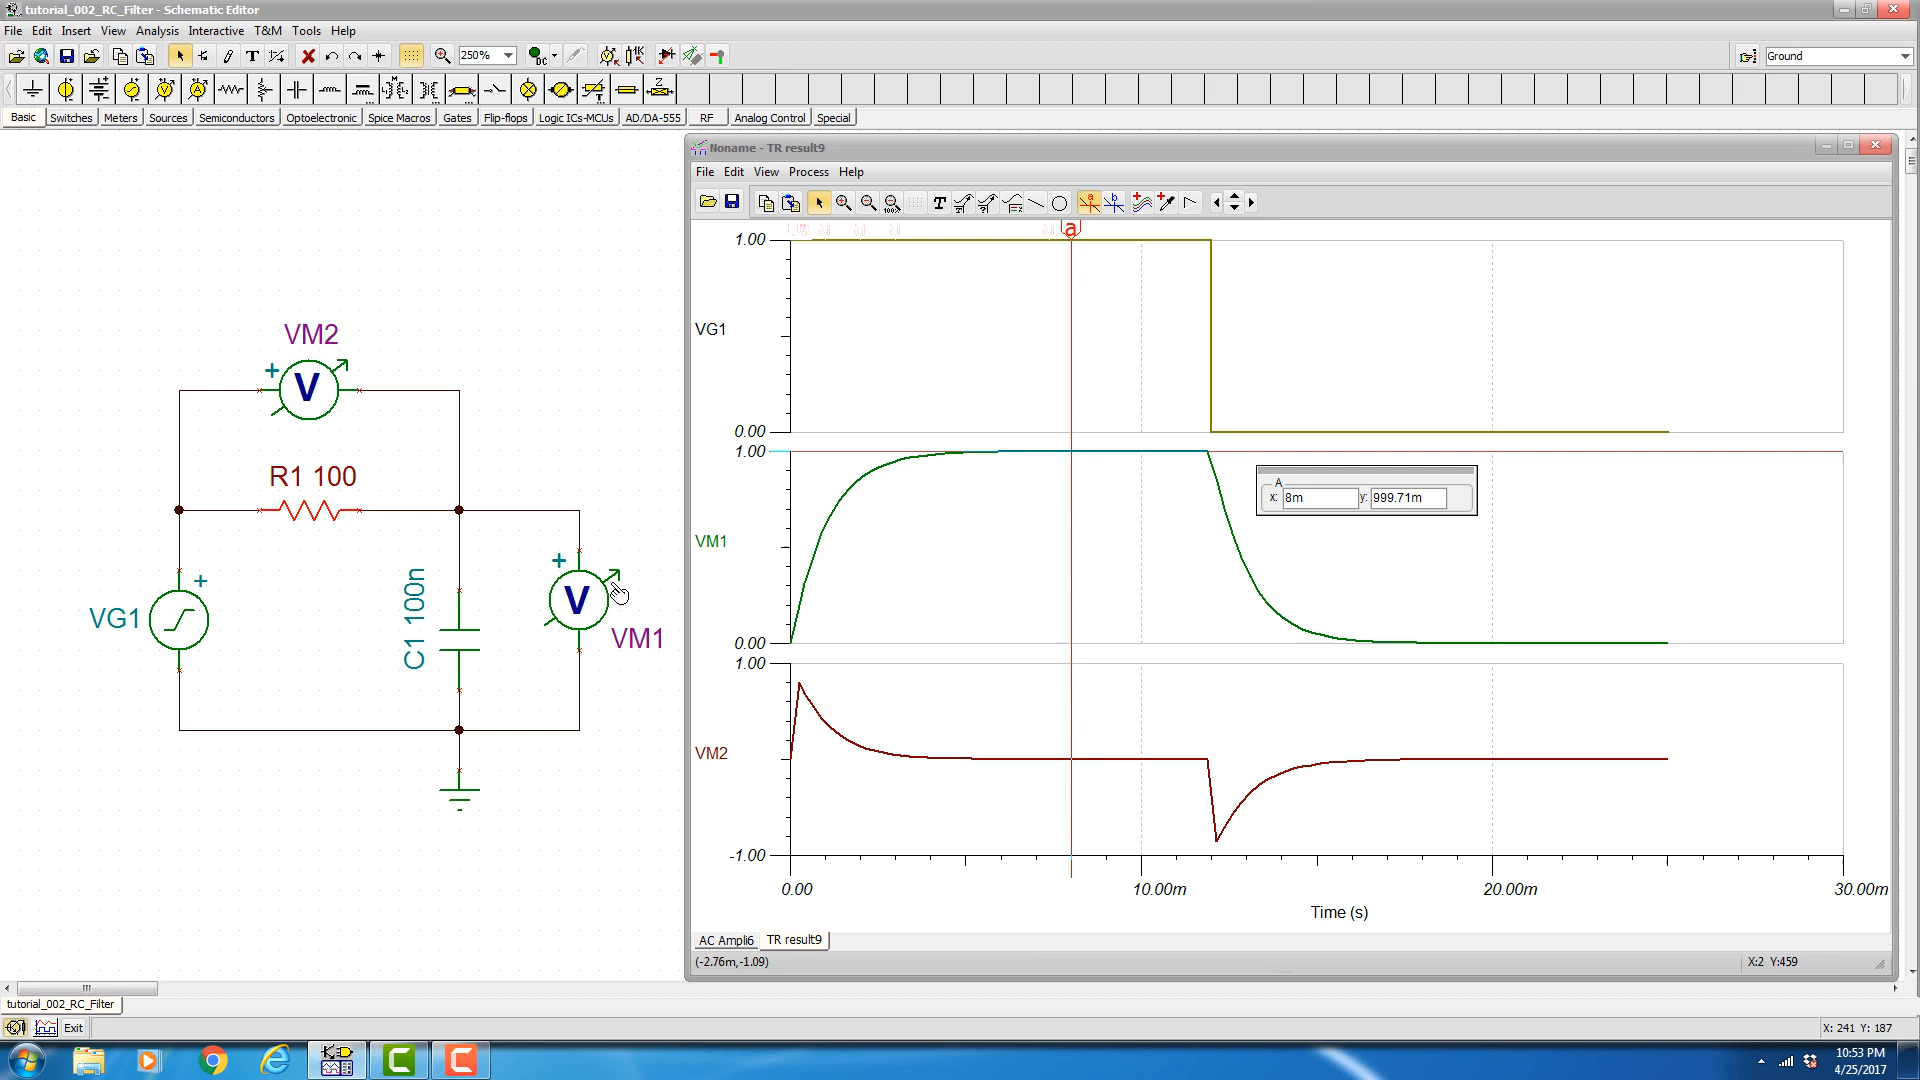 tutorial_002_RC_Filter - Schematic Editor
File Edit Insert View Analysis Interactive T&M Tools Help
T 250% DC 1K Ground
Basic Switches Meters Sources Semiconductors Optoelectronic Spice Macros Gates Flip-flops Logic ICs-MCUs AD/DA-555 RF Analog Control Special
Noname - TR result9
File Edit View Process Help
100% T a b
a
1.00
VG1
0.00
1.00
A
x: 8m y: 999.71m
VM1
0.00
1.00
VM2
-1.00
0.00 10.00m 20.00m 30.00m
Time (s)
AC Ampli6 TR result9
(-2.76m,-1.09) X:2 Y:459
VM2
+
V
R1 100
+
VG1
C1 100n
+
V
VM1
tutorial_002_RC_Filter
Exit
X: 241 Y: 187
10:53 PM
4/25/2017